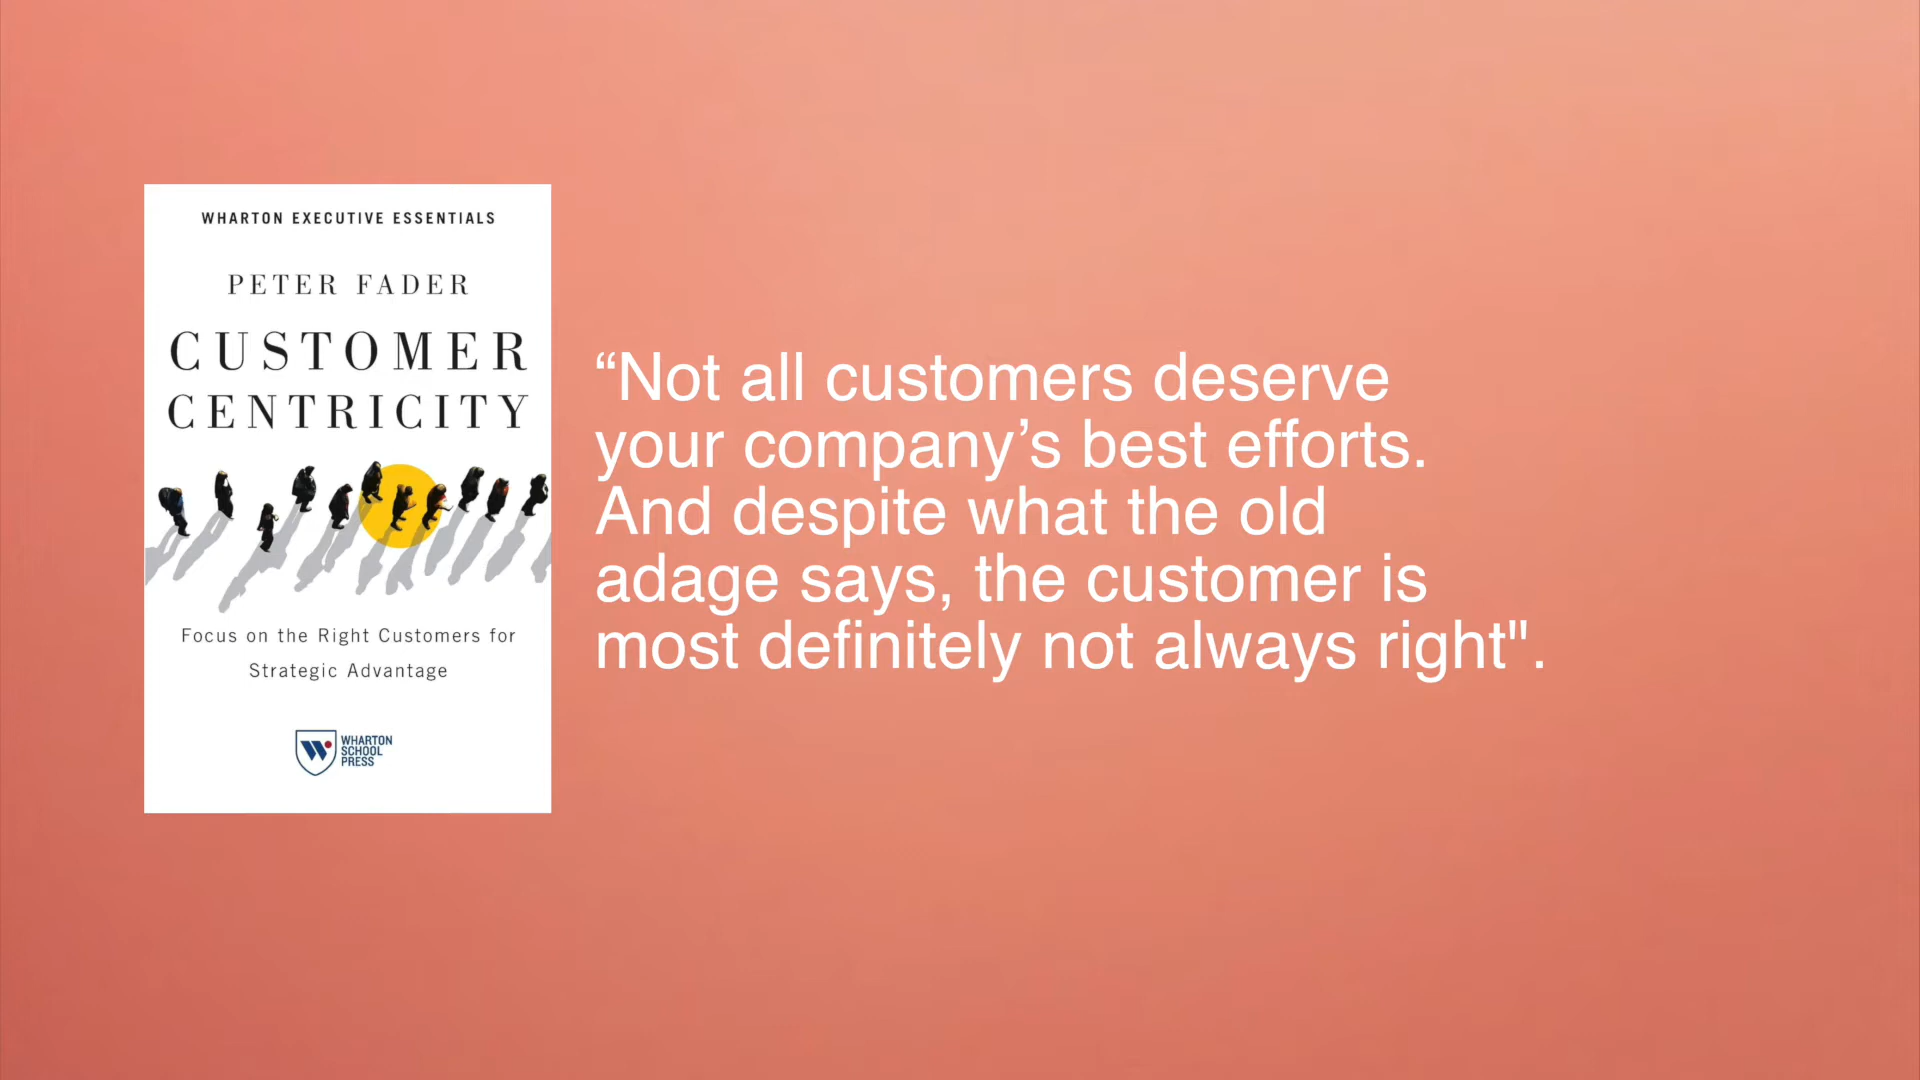 WHARTON EXECUTIVE ESSENTIALS
PETER FADER
CUSTOMER
CENTRICITY
Focus on the Right Customers for
Strategic Advantage
WHARTON
SCHOOL
PRESS
“Not all customers deserve
your company’s best efforts.
And despite what the old
adage says, the customer is
most definitely not always right".